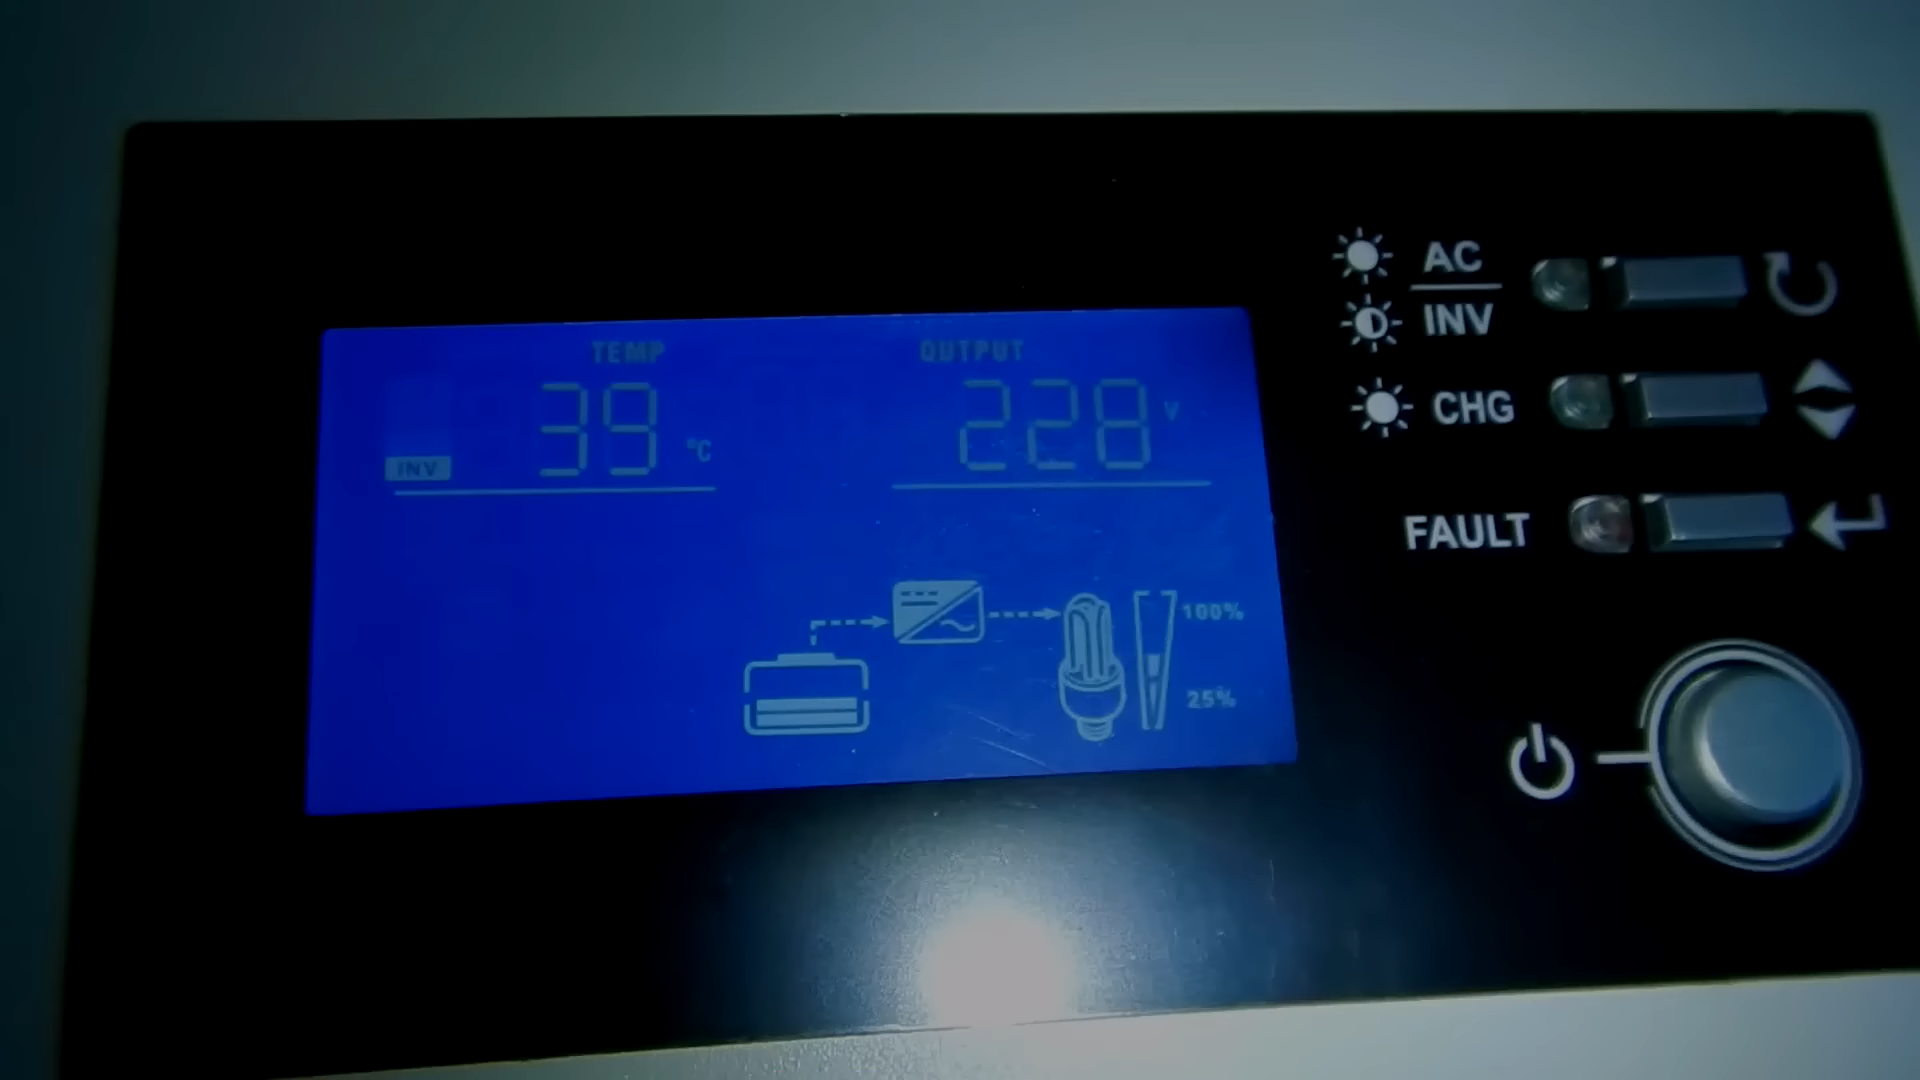 TEMP
OUTPUT
INV
39 °C
228 V
100%
25%
AC
INV
CHG
FAULT